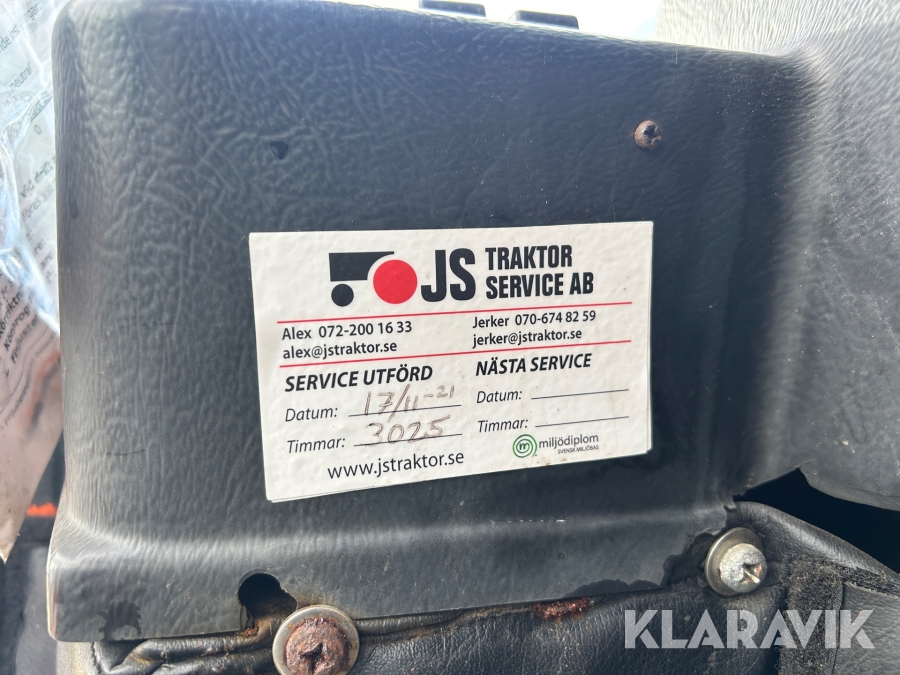 JS TRAKTOR
SERVICE AB
Alex 072-200 16 33
alex@jstraktor.se
Jerker 070-674 82 59
jerker@jstraktor.se
SERVICE UTFÖRD
Datum: 17/11-21
Timmar: 3025
NÄSTA SERVICE
Datum:
Timmar:
www.jstraktor.se
m miljödiplom
SVENSK MILJÖBAS
KLARAVIK